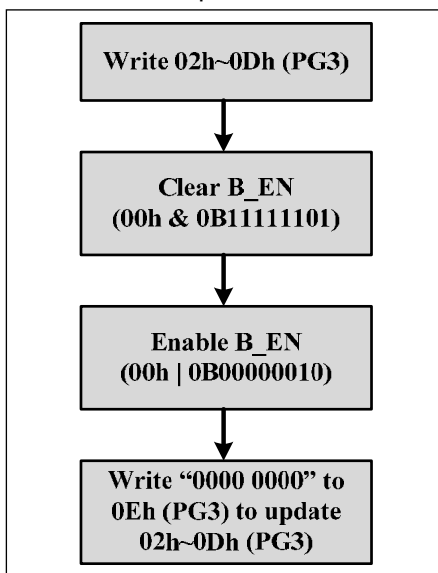 Write 02h~0Dh (PG3)
Clear B_EN
(00h & 0B11111101)
Enable B_EN
(00h | 0B00000010)
Write “0000 0000” to
0Eh (PG3) to update
02h~0Dh (PG3)